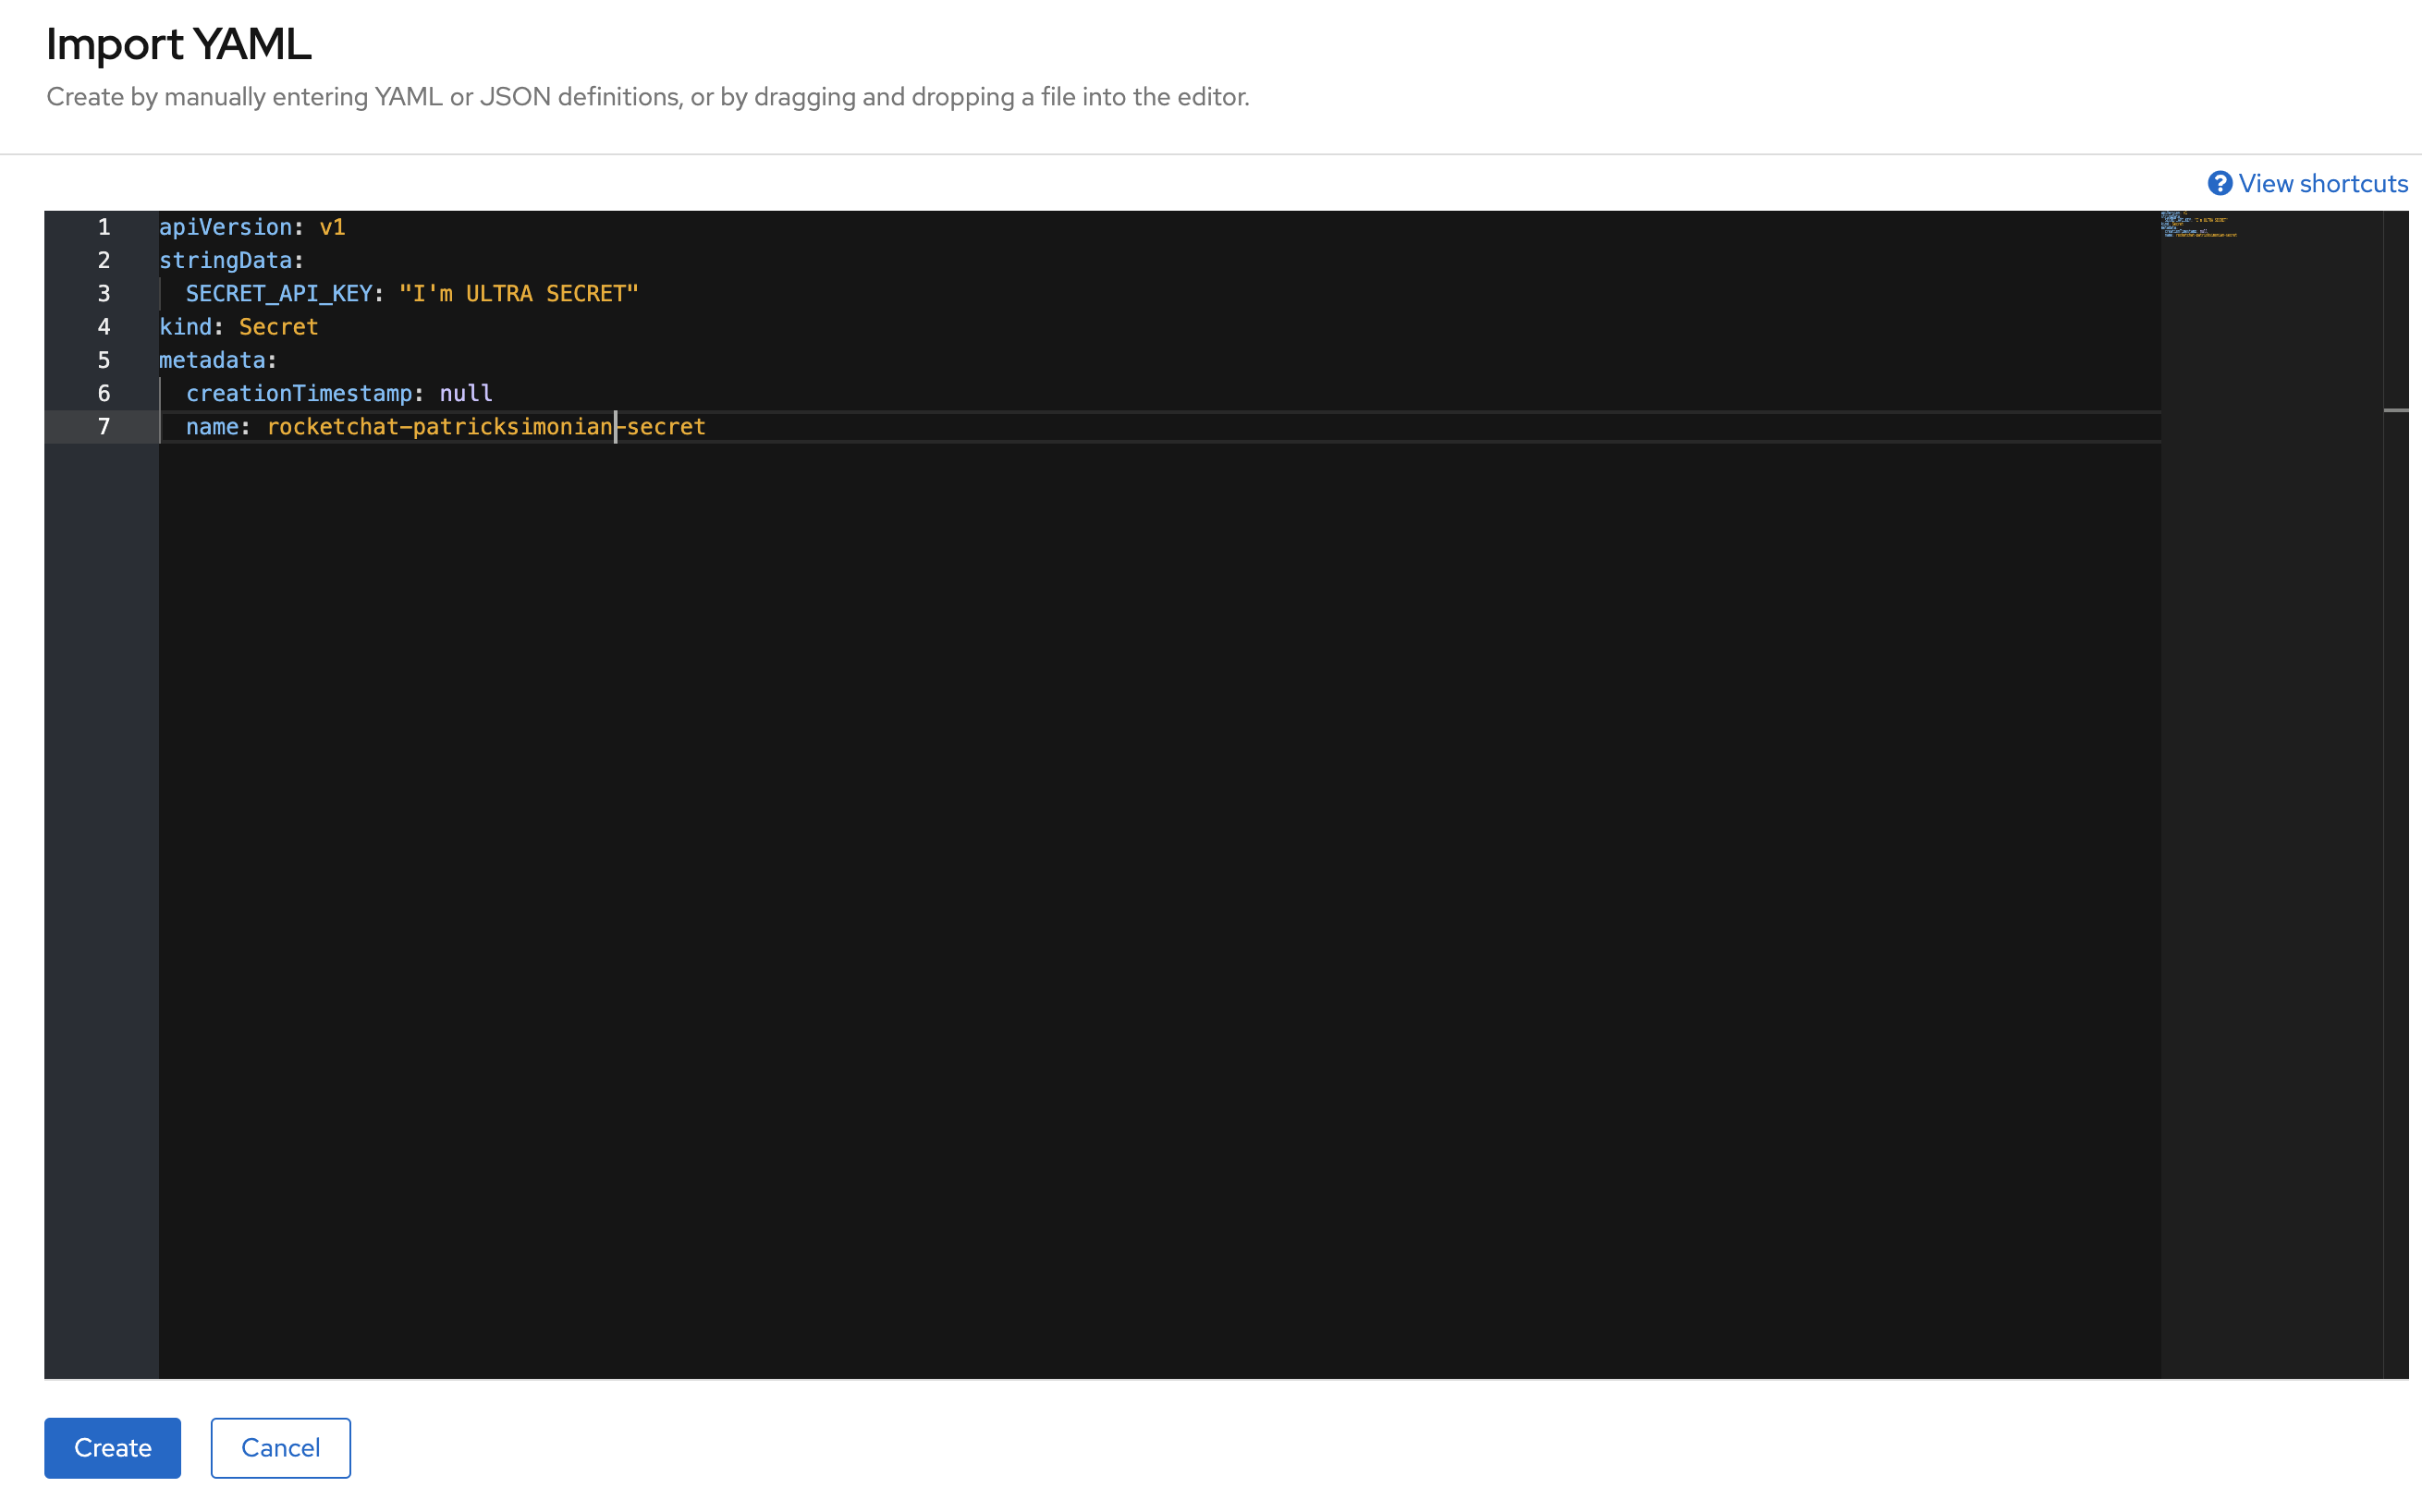 Import YAML
Create by manually entering YAML or JSON definitions, or by dragging and dropping a file into the editor.
View shortcuts
1 apiVersion: v1
2 stringData:
3   SECRET_API_KEY: "I'm ULTRA SECRET"
4 kind: Secret
5 metadata:
6   creationTimestamp: null
7   name: rocketchat-patricksimonian-secret
Create Cancel